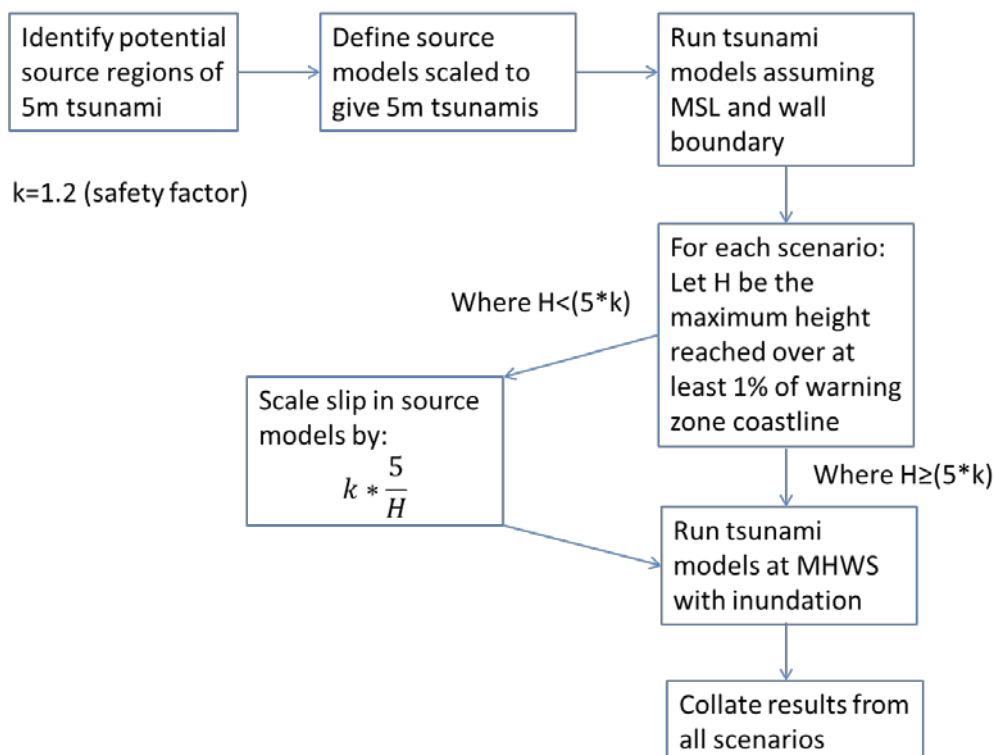 Identify potential
source regions of
5m tsunami
Define source
models scaled to
give 5m tsunamis
Run tsunami
models assuming
MSL and wall
boundary
k=1.2 (safety factor)
For each scenario:
Let H be the
maximum height
reached over at
least 1% of warning
zone coastline
Where H<(5*k)
Scale slip in source
models by:
k * 5/H
Where H≥(5*k)
Run tsunami
models at MHWS
with inundation
Collate results from
all scenarios